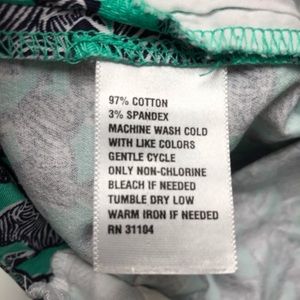 97% COTTON
3% SPANDEX
MACHINE WASH COLD
WITH LIKE COLORS
GENTLE CYCLE
ONLY NON-CHLORINE
BLEACH IF NEEDED
TUMBLE DRY LOW
WARM IRON IF NEEDED
RN 31104